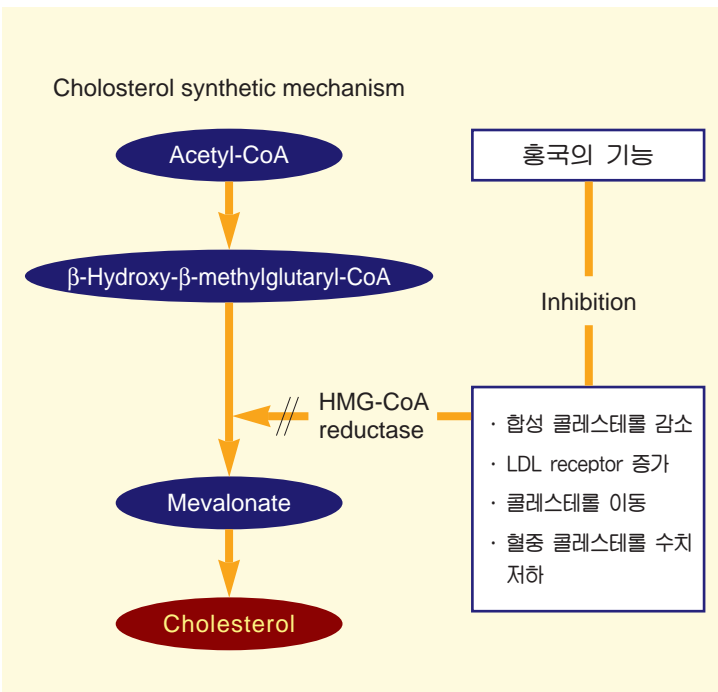 Cholosterol synthetic mechanism
Acetyl-CoA
홍국의 기능
β-Hydroxy-β-methylglutaryl-CoA
Inhibition
HMG-CoA
reductase
· 합성 콜레스테롤 감소
· LDL receptor 증가
· 콜레스테롤 이동
· 혈중 콜레스테롤 수치
저하
Mevalonate
Cholesterol